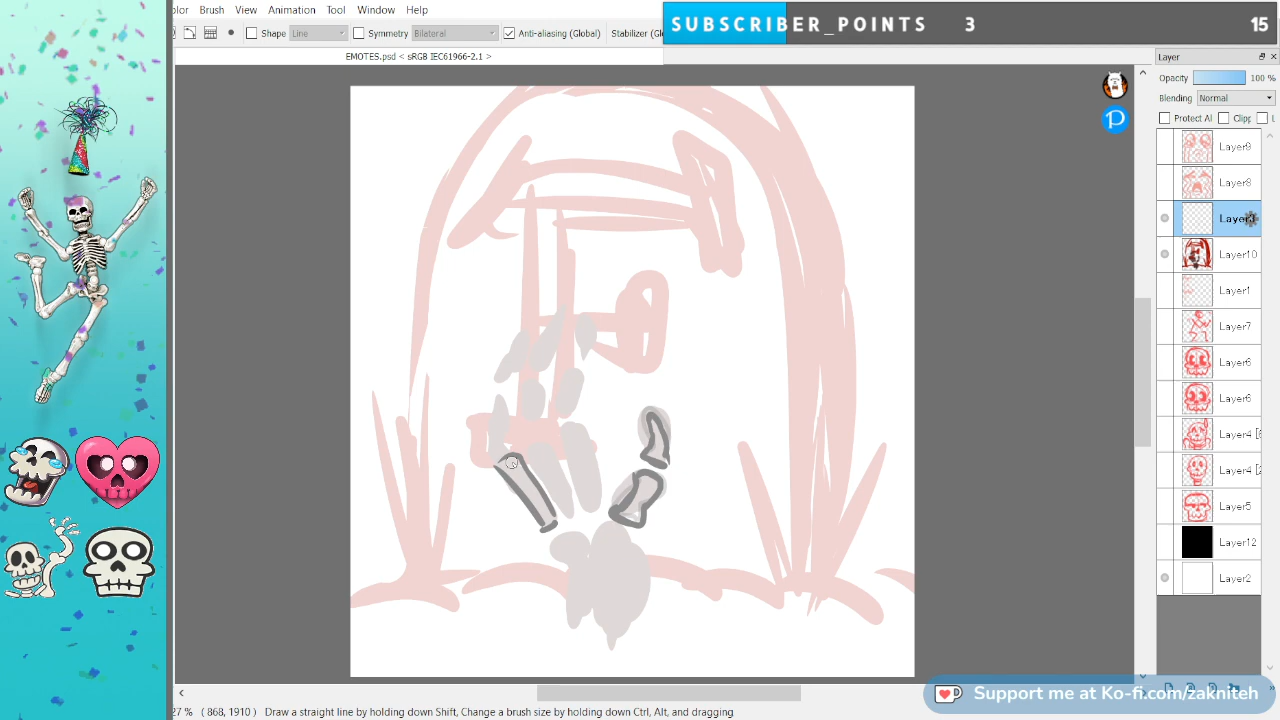 olor Brush View Animation Tool Window Help
SUBSCRIBER_POINTS 3 15
Shape Line Symmetry Bilateral Anti-aliasing (Global) Stabilizer (Gl
EMOTES.psd < sRGB IEC61966-2.1 >
Layer
Opacity 100 %
Blending Normal
Protect Al Clipp L
Layer9
Layer8
Layer10
Layer1
Layer7
Layer6
Layer6
Layer4
Layer4
Layer5
Layer12
Layer2
Support me at Ko-fi.com/zakniteh
27 % ( 868, 1910 ) Draw a straight line by holding down Shift, Change a brush size by holding down Ctrl, Alt, and dragging